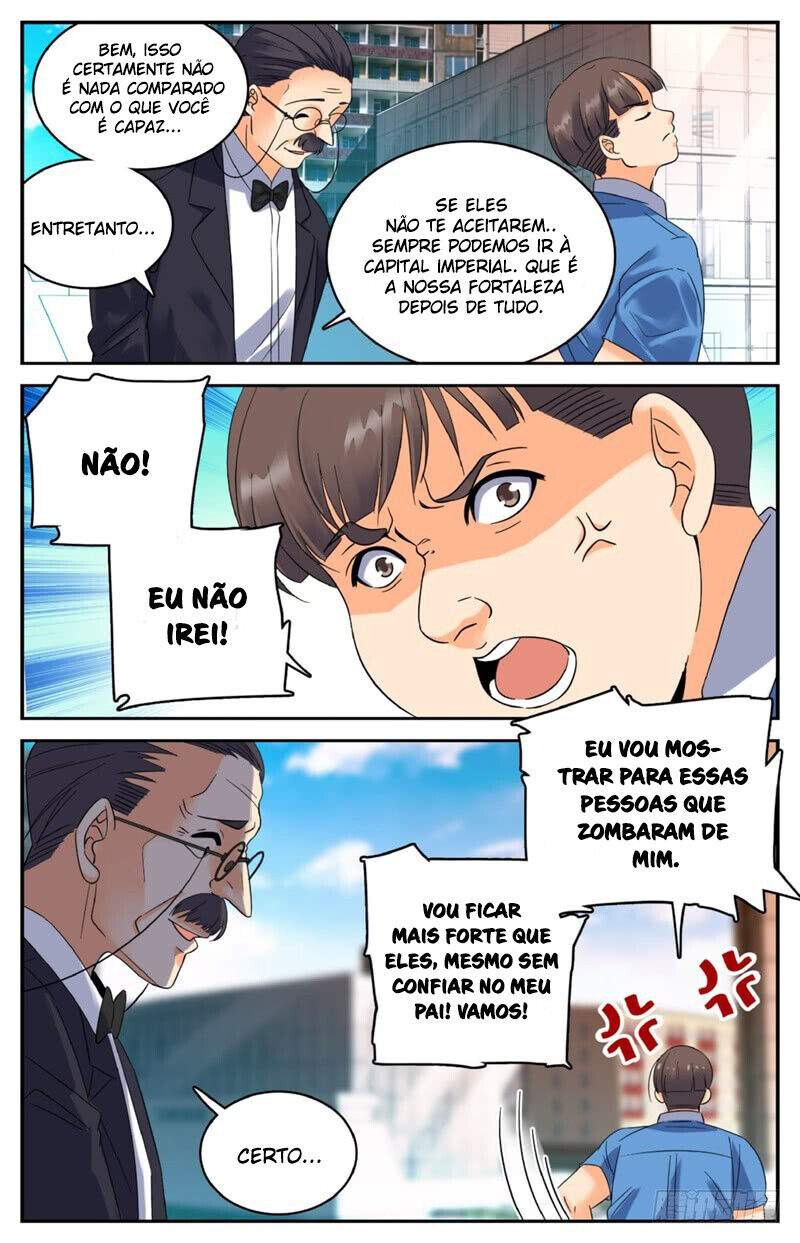 BEM, ISSO
CERTAMENTE NÃO
É NADA COMPARADO
COM O QUE VOCÊ
É CAPAZ...
ENTRETANTO...
SE ELES
NÃO TE ACEITAREM..
SEMPRE PODEMOS IR À
CAPITAL IMPERIAL. QUE É
A NOSSA FORTALEZA
DEPOIS DE TUDO.
NÃO!
EU NÃO
IREI!
EU VOU MOS-
TRAR PARA ESSAS
PESSOAS QUE
ZOMBARAM DE
MIM.
VOU FICAR
MAIS FORTE QUE
ELES, MESMO SEM
CONFIAR NO MEU
PAI! VAMOS!
CERTO...